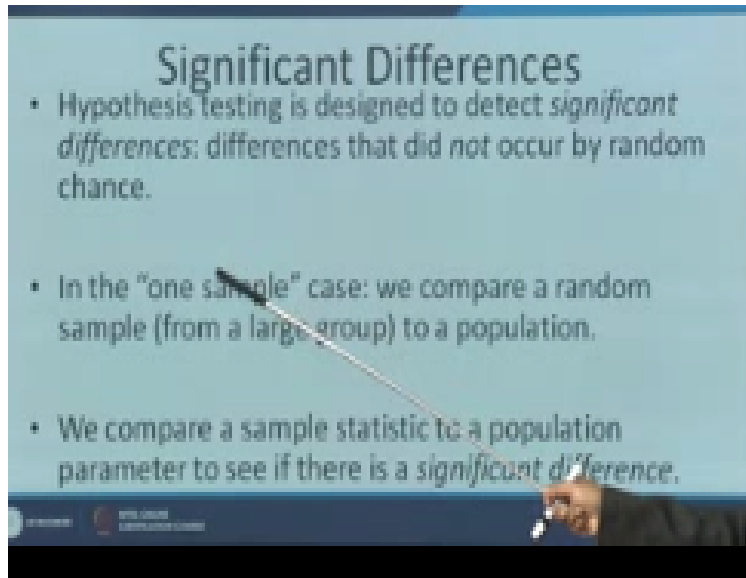 Significant Differences
• Hypothesis testing is designed to detect significant
differences: differences that did not occur by random
chance.
• In the “one sample” case: we compare a random
sample (from a large group) to a population.
• We compare a sample statistic to a population
parameter to see if there is a significant difference.